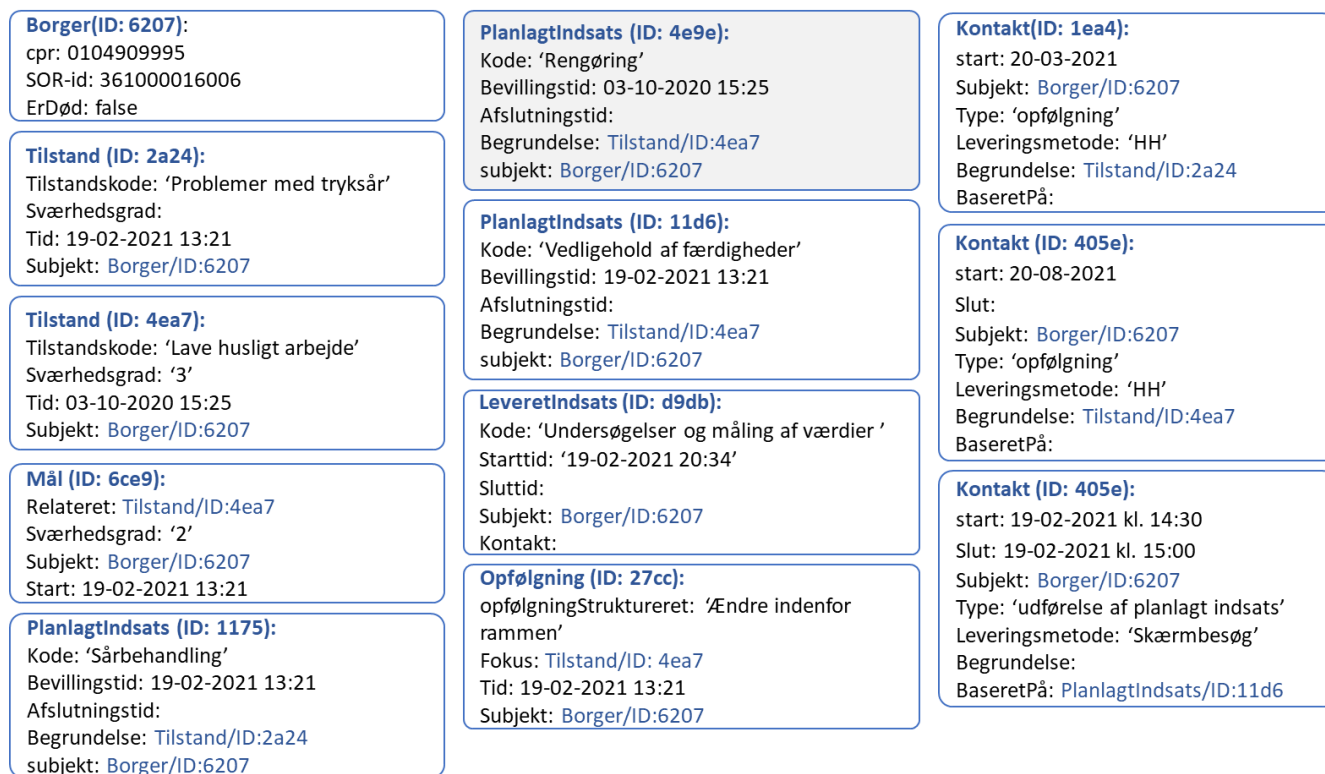 Borger(ID: 6207):
cpr: 0104909995
SOR-id: 361000016006
ErDød: false
Tilstand (ID: 2a24):
Tilstandskode: ‘Problemer med tryksår’
Sværhedsgrad:
Tid: 19-02-2021 13:21
Subjekt: Borger/ID:6207
Tilstand (ID: 4ea7):
Tilstandskode: ‘Lave husligt arbejde’
Sværhedsgrad: ‘3’
Tid: 03-10-2020 15:25
Subjekt: Borger/ID:6207
Mål (ID: 6ce9):
Relateret: Tilstand/ID:4ea7
Sværhedsgrad: ‘2’
Subjekt: Borger/ID:6207
Start: 19-02-2021 13:21
PlanlagtIndsats (ID: 1175):
Kode: ‘Sårbehandling’
Bevillingstid: 19-02-2021 13:21
Afslutningstid:
Begrundelse: Tilstand/ID:2a24
subjekt: Borger/ID:6207
PlanlagtIndsats (ID: 4e9e):
Kode: ‘Rengøring’
Bevillingstid: 03-10-2020 15:25
Afslutningstid:
Begrundelse: Tilstand/ID:4ea7
subjekt: Borger/ID:6207
PlanlagtIndsats (ID: 11d6):
Kode: ‘Vedligehold af færdigheder’
Bevillingstid: 19-02-2021 13:21
Afslutningstid:
Begrundelse: Tilstand/ID:4ea7
subjekt: Borger/ID:6207
LeveretIndsats (ID: d9db):
Kode: ‘Undersøgelser og måling af værdier ’
Starttid: ‘19-02-2021 20:34’
Sluttid:
Subjekt: Borger/ID:6207
Kontakt:
Opfølgning (ID: 27cc):
opfølgningStruktureret: ‘Ændre indenfor
rammen’
Fokus: Tilstand/ID: 4ea7
Tid: 19-02-2021 13:21
Subjekt: Borger/ID:6207
Kontakt(ID: 1ea4):
start: 20-03-2021
Subjekt: Borger/ID:6207
Type: ‘opfølgning’
Leveringsmetode: ‘HH’
Begrundelse: Tilstand/ID:2a24
BaseretPå:
Kontakt (ID: 405e):
start: 20-08-2021
Slut:
Subjekt: Borger/ID:6207
Type: ‘opfølgning’
Leveringsmetode: ‘HH’
Begrundelse: Tilstand/ID:4ea7
BaseretPå:
Kontakt (ID: 405e):
start: 19-02-2021 kl. 14:30
Slut: 19-02-2021 kl. 15:00
Subjekt: Borger/ID:6207
Type: ‘udførelse af planlagt indsats’
Leveringsmetode: ‘Skærmbesøg’
Begrundelse:
BaseretPå: PlanlagtIndsats/ID:11d6